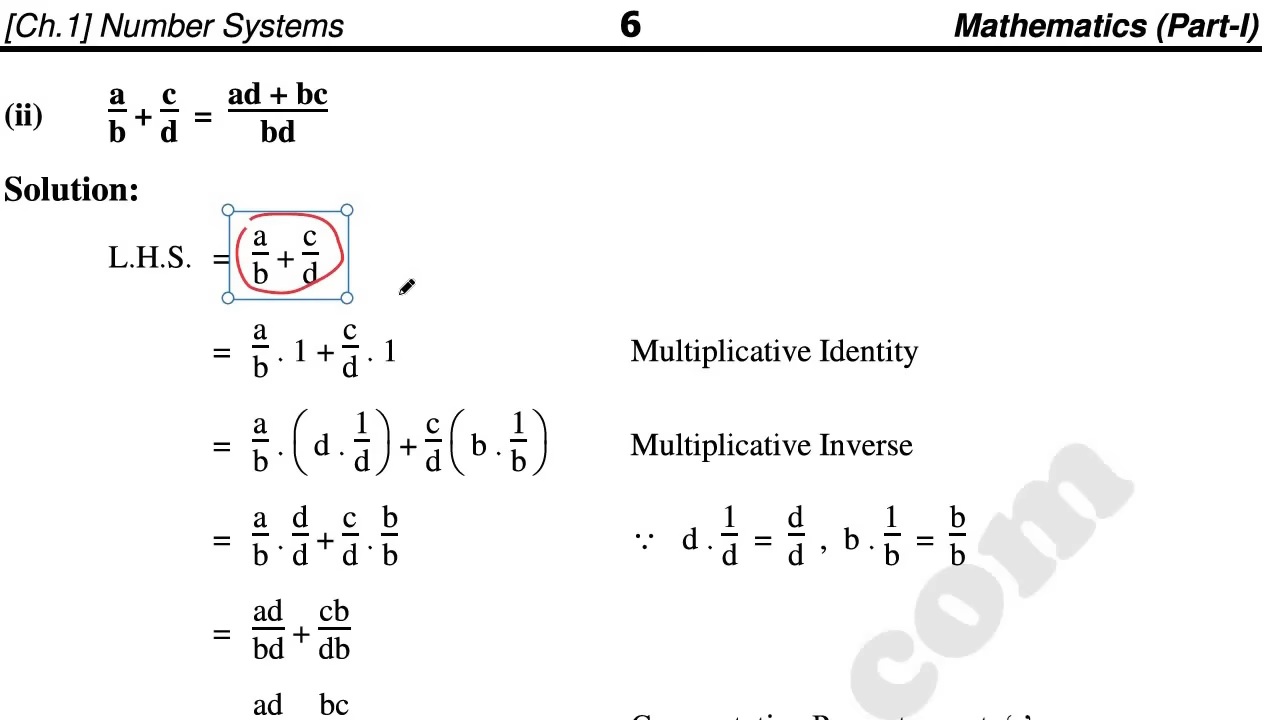 [Ch.1] Number Systems 6 Mathematics (Part-I)
(ii) a/b + c/d = (ad + bc)/bd
Solution:
L.H.S. = a/b + c/d
= a/b . 1 + c/d . 1 Multiplicative Identity
= a/b . (d . 1/d) + c/d (b . 1/b) Multiplicative Inverse
= a/b . d/d + c/d . b/b ∵ d . 1/d = d/d , b . 1/b = b/b
= ad/bd + cb/db
ad bc
com